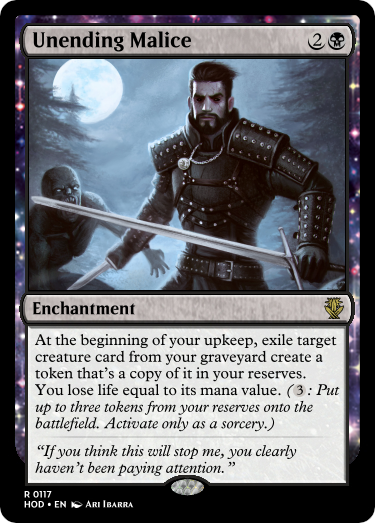 Unending Malice 2
Enchantment
At the beginning of your upkeep, exile target
creature card from your graveyard create a
token that's a copy of it in your reserves.
You lose life equal to its mana value. (3: Put
up to three tokens from your reserves onto the
battlefield. Activate only as a sorcery.)
“If you think this will stop me, you clearly
haven't been paying attention.”
R 0117
HOD • EN Ari Ibarra